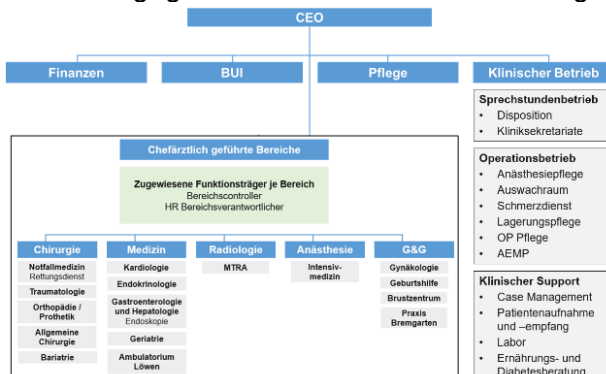 CEO
Finanzen
BUI
Pflege
Klinischer Betrieb
Chefärztlich geführte Bereiche
Zugewiesene Funktionsträger je Bereich
Bereichscontroller
HR Bereichsverantwortlicher
Chirurgie
Notfallmedizin
Rettungsdienst
Traumatologie
Orthopädie /
Prothetik
Allgemeine
Chirurgie
Bariatrie
Medizin
Kardiologie
Endokrinologie
Gastroenterologie
und Hepatologie
Endoskopie
Geriatrie
Ambulatorium
Löwen
Radiologie
MTRA
Anästhesie
Intensiv-
medizin
G&G
Gynäkologie
Geburtshilfe
Brustzentrum
Praxis
Bremgarten
Sprechstundenbetrieb
• Disposition
• Kliniksekretariate
Operationsbetrieb
• Anästhesiepflege
• Auswachraum
• Schmerzdienst
• Lagerungspflege
• OP Pflege
• AEMP
Klinischer Support
• Case Management
• Patientenaufnahme
und –empfang
• Labor
• Ernährungs- und
Diabetesberatung